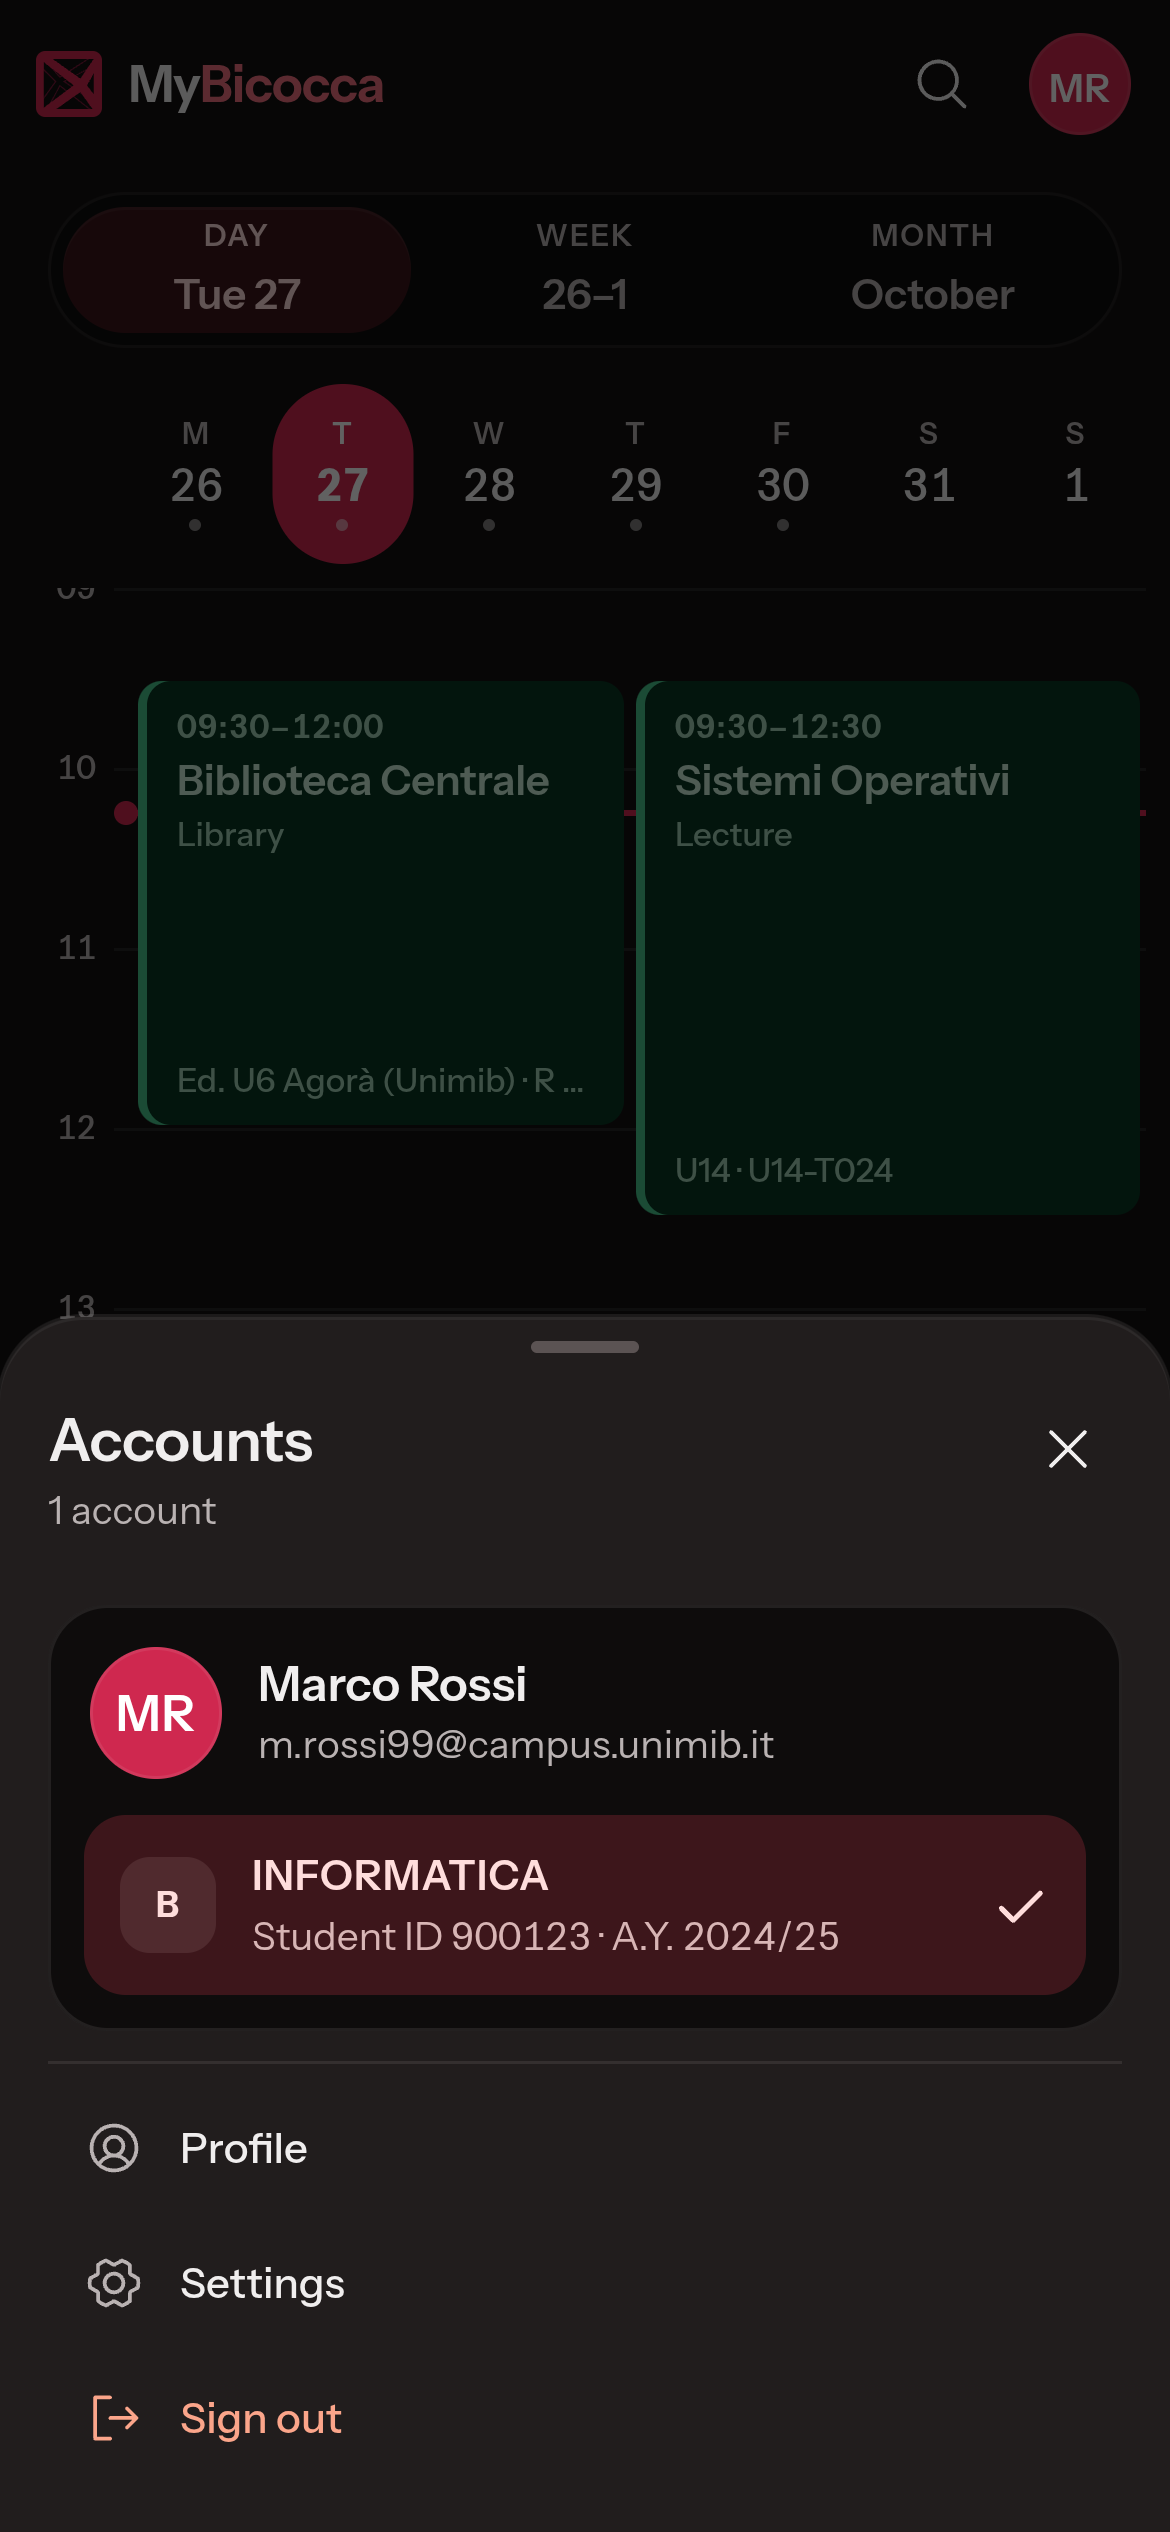 MyBicocca
MR
DAY
WEEK
MONTH
Tue 27
26–1
October
M
T
W
T
F
S
S
26
27
28
29
30
31
1
09
09:30–12:00
09:30–12:30
10
Biblioteca Centrale
Sistemi Operativi
Library
Lecture
11
Ed. U6 Agorà (Unimib) · R ...
12
U14 · U14-T024
13
Accounts
1 account
MR
Marco Rossi
m.rossi99@campus.unimib.it
B
INFORMATICA
Student ID 900123 · A.Y. 2024/25
Profile
Settings
Sign out